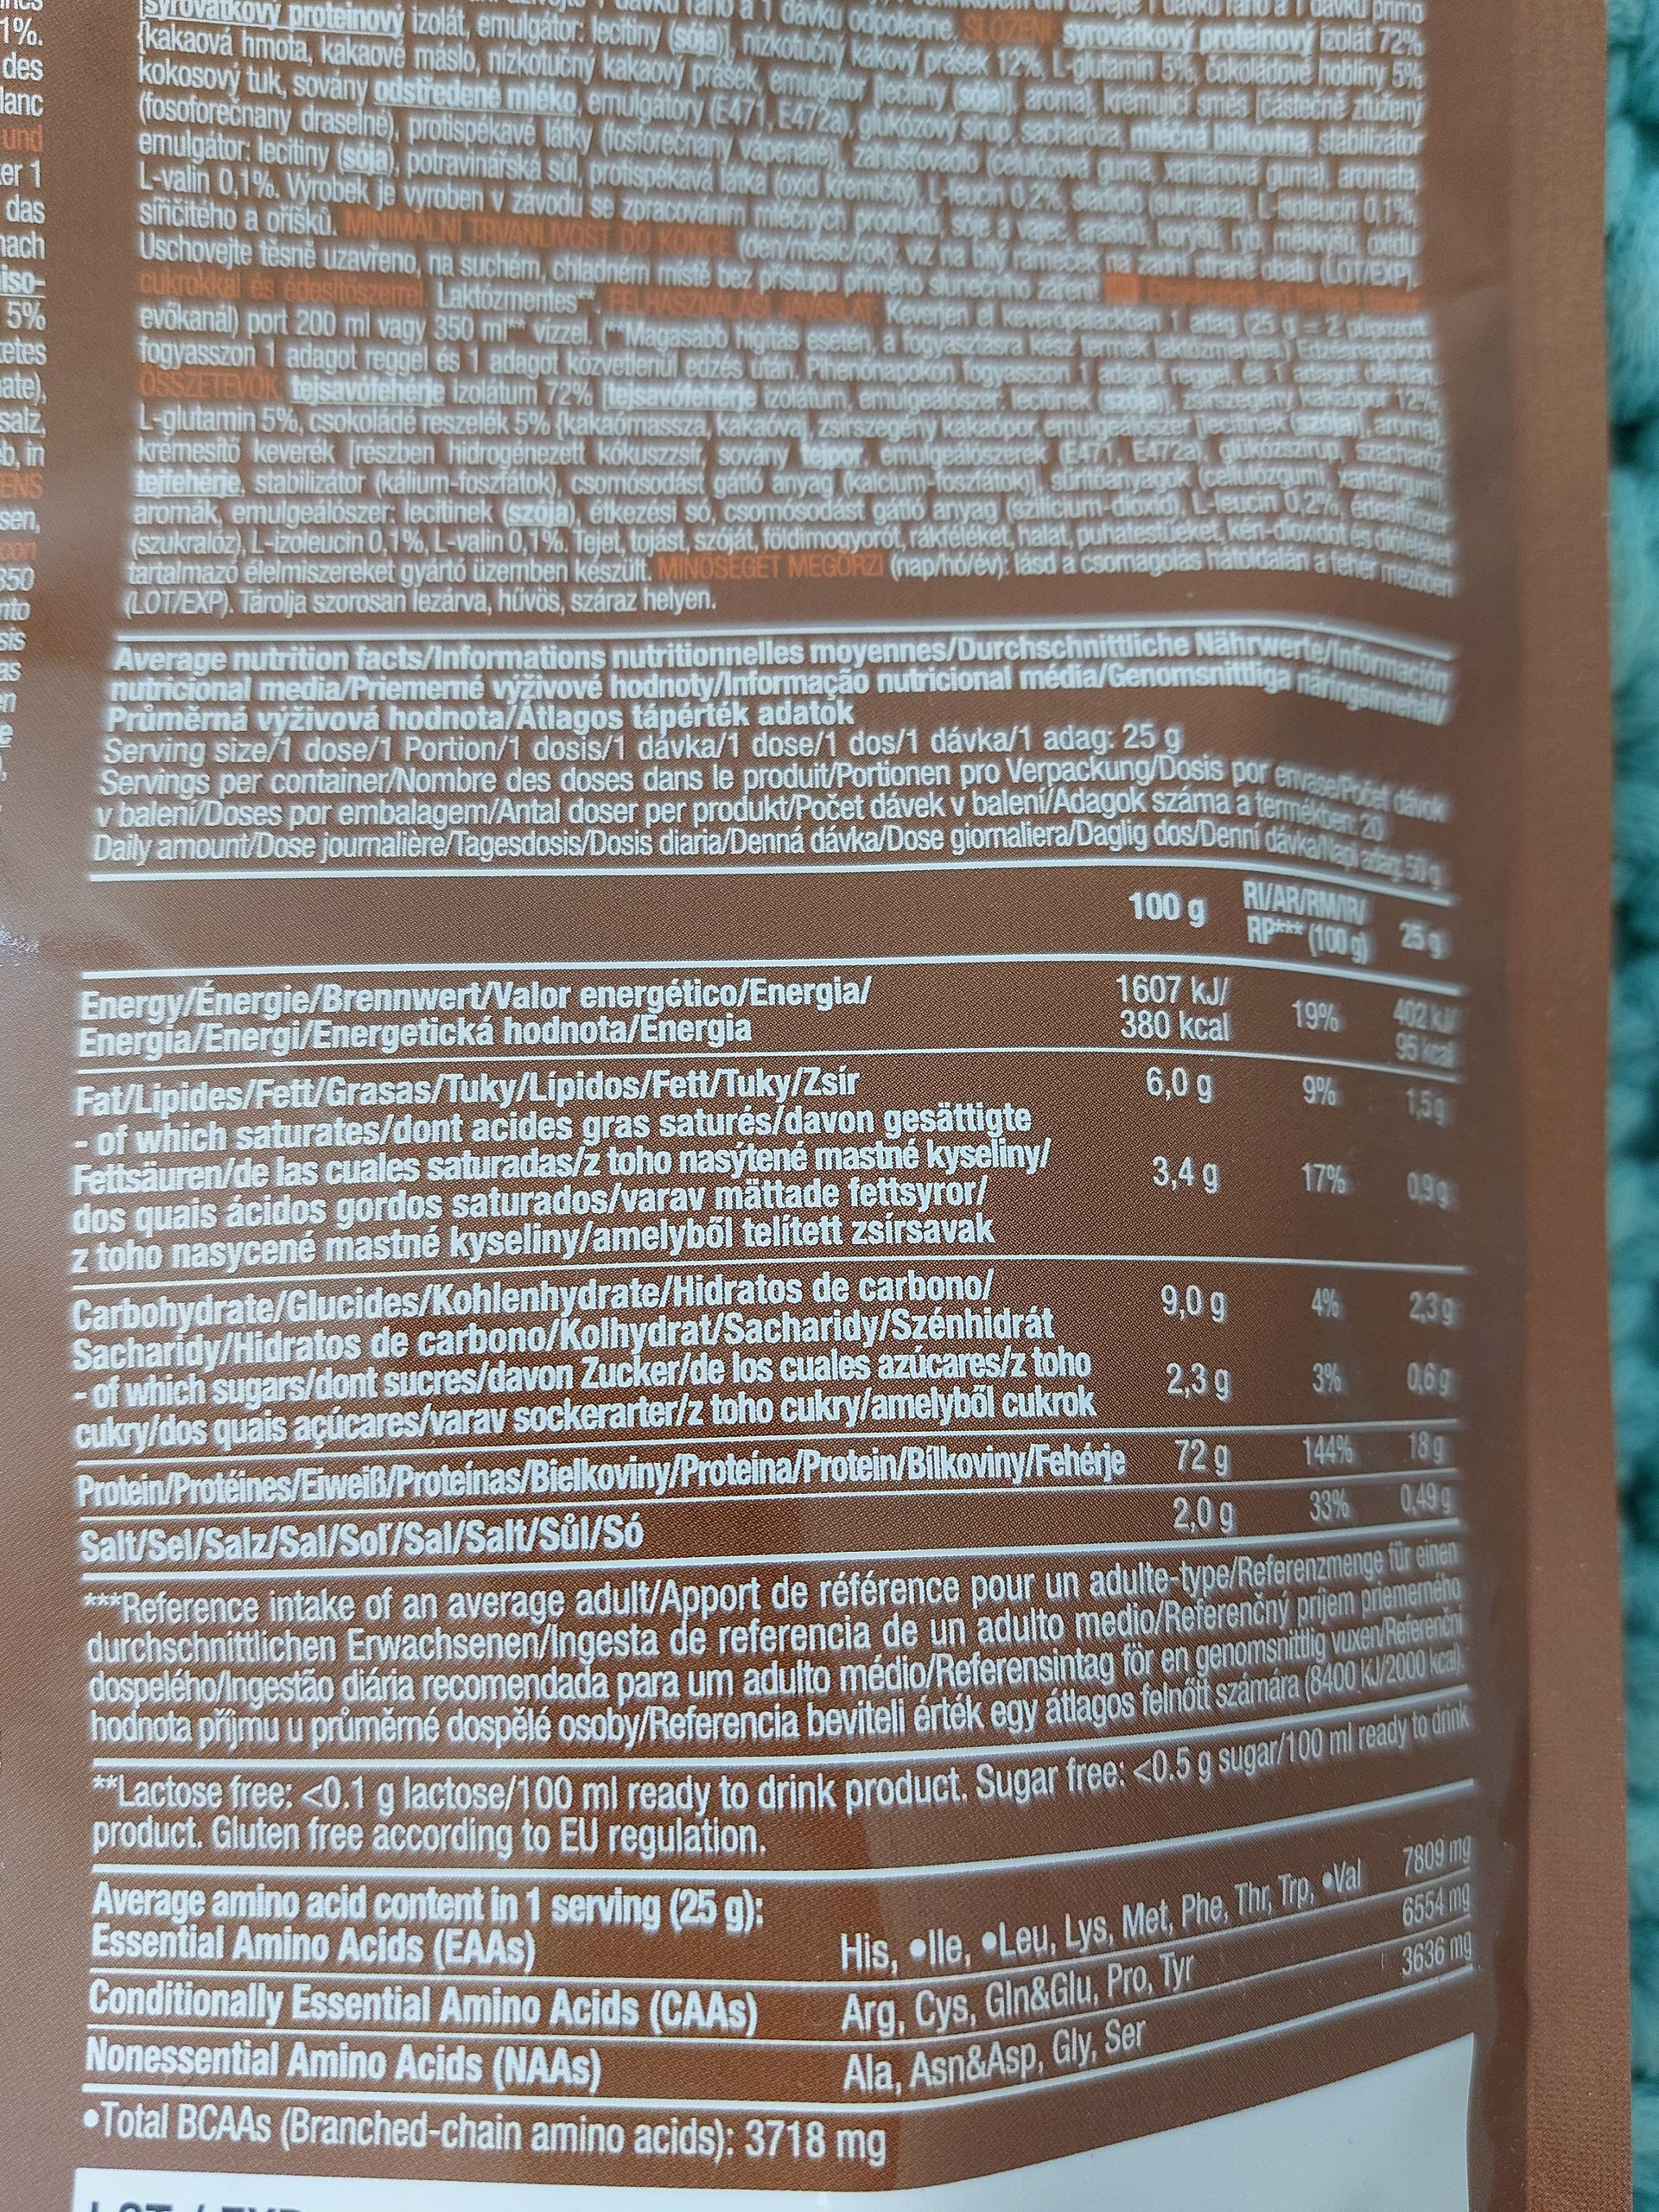 1%.
des
lanc
und
er 1
das
nach
iso-
5%
salz,
sen,
350
syrovátkový proteinový izolát, emulgátor: lecitiny (sója)], nízkotučný kakový prášek 12%, L-glutamin 5%, čokoládové hobliny 5%
{kakaová hmota, kakaové máslo, nízkotučný kakaový prášek, emulgátor [lecitiny (sója)], aroma}, krémující směs [částečně ztužený
kokosový tuk, sovány odstředěné mléko, emulgátory (E471, E472a), glukózový sirup, sacharóza, mléčná bílkovina, stabilizátor
(fosoforečnany draselné), protispékavé látky (fosforečnany vápenaté)], zahušťovadlo (celulózová guma, xantanová guma), aromata,
emulgátor: lecitiny (sója), potravinářská sůl, protispékavá látka (oxid křemičitý), L-leucin 0,2%, sladidlo (sukralóza), L-isoleucin 0,1%,
L-valin 0,1%. Výrobek je vyroben v závodu se zpracováním mléčných produktů, sóje a vajec, arašídů, korýšů, ryb, měkkýšů, oxidu
siřičitého a oříšků. MINIMÁLNÍ TRVANLIVOST DO KONCE (den/měsíc/rok): viz na bílý rámeček na zadní straně obalu (LOT/EXP).
Uschovejte těsně uzavřeno, na suchém, chladném místě bez přístupu přímého slunečního záření.
cukrokkal és édesítőszerrel. Laktózmentes**. FELHASZNÁLÁSI JAVASLAT Keverjen el keverőpalackban 1 adag (25 g = 2 púpozott
evőkanál) port 200 ml vagy 350 ml** vízzel. (**Magasabb hígítás esetén, a fogyasztásra kész termék laktózmentes)
fogyasszon 1 adagot reggel és 1 adagot közvetlenül edzés után. Pihenőnapokon fogyasszon 1 adagot reggel, és 1 adagot délután.
ÖSSZETEVŐK tejsavófehérje izolátum 72% [tejsavófehérje izolátum, emulgeálószer: lecitinek (szója)], zsírszegény kakaópor 12%,
L-glutamin 5%, csokoládé reszelék 5% {kakaómassza, kakaóvaj, zsírszegény kakaópor, emulgeálószer [lecitinek (szója)], aroma},
krémesítő keverék [részben hidrogénezett kókuszzsír, sovány tejpor, emulgeálószerek (E471, E472a), glükózszirup, szacharóz,
tejfehérje, stabilizátor (kálium-foszfátok), csomósodást gátló anyag (kalcium-foszfátok)], sűrítőanyagok (cellulózgumi, xantángumi),
aromák, emulgeálószer: lecitinek (szója), étkezési só, csomósodást gátló anyag (szilícium-dioxid), L-leucin 0,2%, édesítőszer
(szukralóz), L-izoleucin 0,1%, L-valin 0,1%. Tejet, tojást, szóját, földimogyorót, rákféléket, halat, puhatestűeket, kén-dioxidot és dióféléket
tartalmazó élelmiszereket gyártó üzemben készült. MINŐSÉGÉT MEGŐRZI (nap/hó/év): lásd a csomagolás hátoldalán a fehér mezőben
(LOT/EXP). Tárolja szorosan lezárva, hűvös, száraz helyen.
Average nutrition facts/Informations nutritionnelles moyennes/Durchschnittliche Nährwerte/Información
nutricional media/Priemerné výživové hodnoty/Informação nutricional média/Genomsnittliga näringsinnehåll/
Průměrná výživová hodnota/Átlagos tápérték adatok
Serving size/1 dose/1 Portion/1 dosis/1 dávka/1 dose/1 dos/1 dávka/1 adag: 25 g
Servings per container/Nombre des doses dans le produit/Portionen pro Verpackung/Dosis por envase/Počet dávok
v balení/Doses por embalagem/Antal doser per produkt/Počet dávek v balení/Adagok száma a termékben: 20
Daily amount/Dose journalière/Tagesdosis/Dosis diaria/Denná dávka/Dose giornaliera/Daglig dos/Denní dávka/Napi adag: 50 g
100 g RI/AR/RM/IR/
RP*** (100 g) 25 g
Energy/Énergie/Brennwert/Valor energético/Energia/ 1607 kJ/ 19% 402 kJ/
Energía/Energi/Energetická hodnota/Energia 380 kcal 95 kcal
Fat/Lipides/Fett/Grasas/Tuky/Lípidos/Fett/Tuky/Zsír 6,0 g 9% 1,5 g
- of which saturates/dont acides gras saturés/davon gesättigte
Fettsäuren/de las cuales saturadas/z toho nasýtené mastné kyseliny/ 3,4 g 17% 0,9 g
dos quais ácidos gordos saturados/varav mättade fettsyror/
z toho nasycené mastné kyseliny/amelyből telített zsírsavak
Carbohydrate/Glucides/Kohlenhydrate/Hidratos de carbono/ 9,0 g 4% 2,3 g
Sacharidy/Hidratos de carbono/Kolhydrat/Sacharidy/Szénhidrát
- of which sugars/dont sucres/davon Zucker/de los cuales azúcares/z toho 2,3 g 3% 0,6 g
cukry/dos quais açúcares/varav sockerarter/z toho cukry/amelyből cukrok
Protein/Protéines/Eiweiß/Proteínas/Bielkoviny/Proteína/Protein/Bílkoviny/Fehérje 72 g 144% 18 g
Salt/Sel/Salz/Sal/Soľ/Sal/Salt/Sůl/Só 2,0 g 33% 0,49 g
***Reference intake of an average adult/Apport de référence pour un adulte-type/Referenzmenge für einen
durchschnittlichen Erwachsenen/Ingesta de referencia de un adulto medio/Referenčný príjem priemerného
dospelého/Ingestão diária recomendada para um adulto médio/Referensintag för en genomsnittlig vuxen/Referenční
hodnota příjmu u průměrné dospělé osoby/Referencia beviteli érték egy átlagos felnőtt számára (8400 KJ/2000 kcal).
**Lactose free: <0.1 g lactose/100 ml ready to drink product. Sugar free: <0.5 g sugar/100 ml ready to drink
product. Gluten free according to EU regulation.
Average amino acid content in 1 serving (25 g):
Essential Amino Acids (EAAs) His, •Ile, •Leu, Lys, Met, Phe, Thr, Trp, •Val 7809 mg
Conditionally Essential Amino Acids (CAAs) Arg, Cys, Gln&Glu, Pro, Tyr 6554 mg
Nonessential Amino Acids (NAAs) Ala, Asn&Asp, Gly, Ser 3636 mg
•Total BCAAs (Branched-chain amino acids): 3718 mg